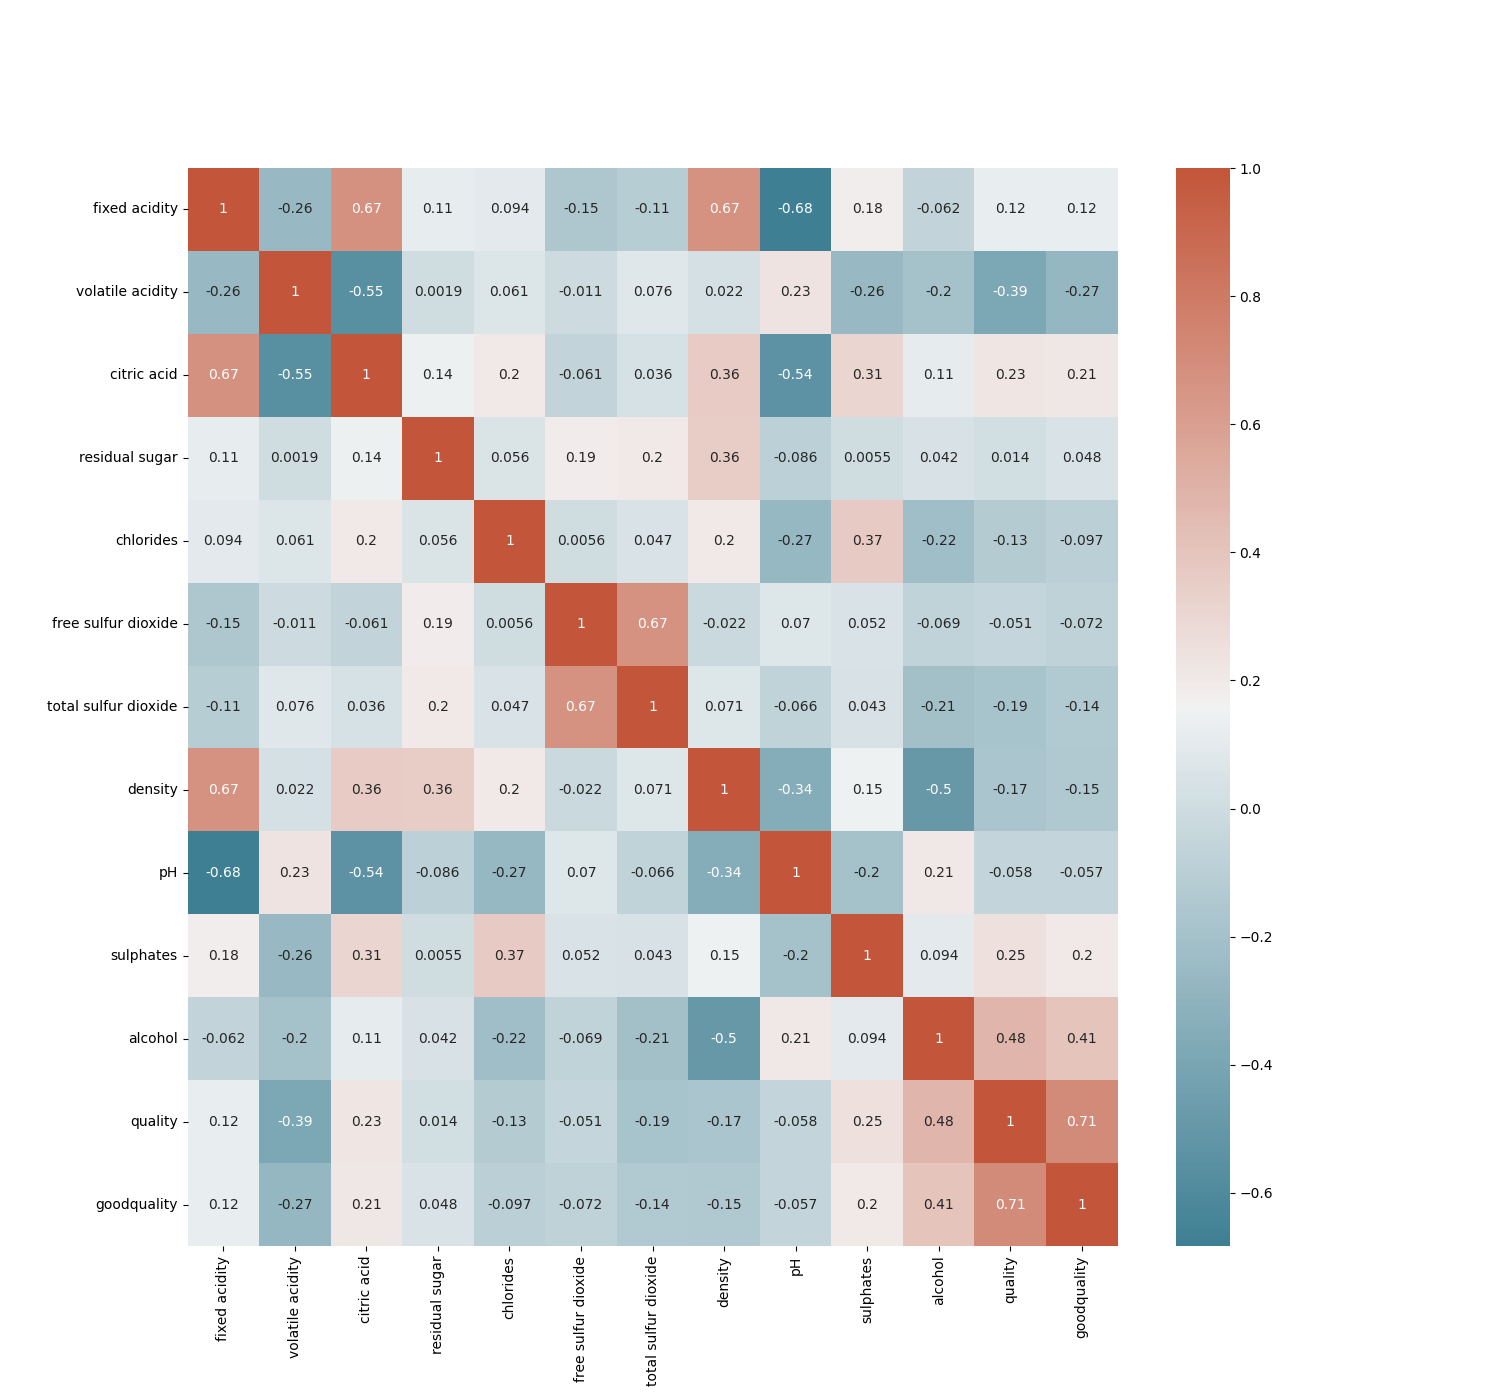 fixed acidity 1 -0.26 0.67 0.11 0.094 -0.15 -0.11 0.67 -0.68 0.18 -0.062 0.12 0.12
volatile acidity -0.26 1 -0.55 0.0019 0.061 -0.011 0.076 0.022 0.23 -0.26 -0.2 -0.39 -0.27
citric acid 0.67 -0.55 1 0.14 0.2 -0.061 0.036 0.36 -0.54 0.31 0.11 0.23 0.21
residual sugar 0.11 0.0019 0.14 1 0.056 0.19 0.2 0.36 -0.086 0.0055 0.042 0.014 0.048
chlorides 0.094 0.061 0.2 0.056 1 0.0056 0.047 0.2 -0.27 0.37 -0.22 -0.13 -0.097
free sulfur dioxide -0.15 -0.011 -0.061 0.19 0.0056 1 0.67 -0.022 0.07 0.052 -0.069 -0.051 -0.072
total sulfur dioxide -0.11 0.076 0.036 0.2 0.047 0.67 1 0.071 -0.066 0.043 -0.21 -0.19 -0.14
density 0.67 0.022 0.36 0.36 0.2 -0.022 0.071 1 -0.34 0.15 -0.5 -0.17 -0.15
pH -0.68 0.23 -0.54 -0.086 -0.27 0.07 -0.066 -0.34 1 -0.2 0.21 -0.058 -0.057
sulphates 0.18 -0.26 0.31 0.0055 0.37 0.052 0.043 0.15 -0.2 1 0.094 0.25 0.2
alcohol -0.062 -0.2 0.11 0.042 -0.22 -0.069 -0.21 -0.5 0.21 0.094 1 0.48 0.41
quality 0.12 -0.39 0.23 0.014 -0.13 -0.051 -0.19 -0.17 -0.058 0.25 0.48 1 0.71
goodquality 0.12 -0.27 0.21 0.048 -0.097 -0.072 -0.14 -0.15 -0.057 0.2 0.41 0.71 1
fixed acidity
volatile acidity
citric acid
residual sugar
chlorides
free sulfur dioxide
total sulfur dioxide
density
pH
sulphates
alcohol
quality
goodquality
1.0
0.8
0.6
0.4
0.2
0.0
−0.2
−0.4
−0.6